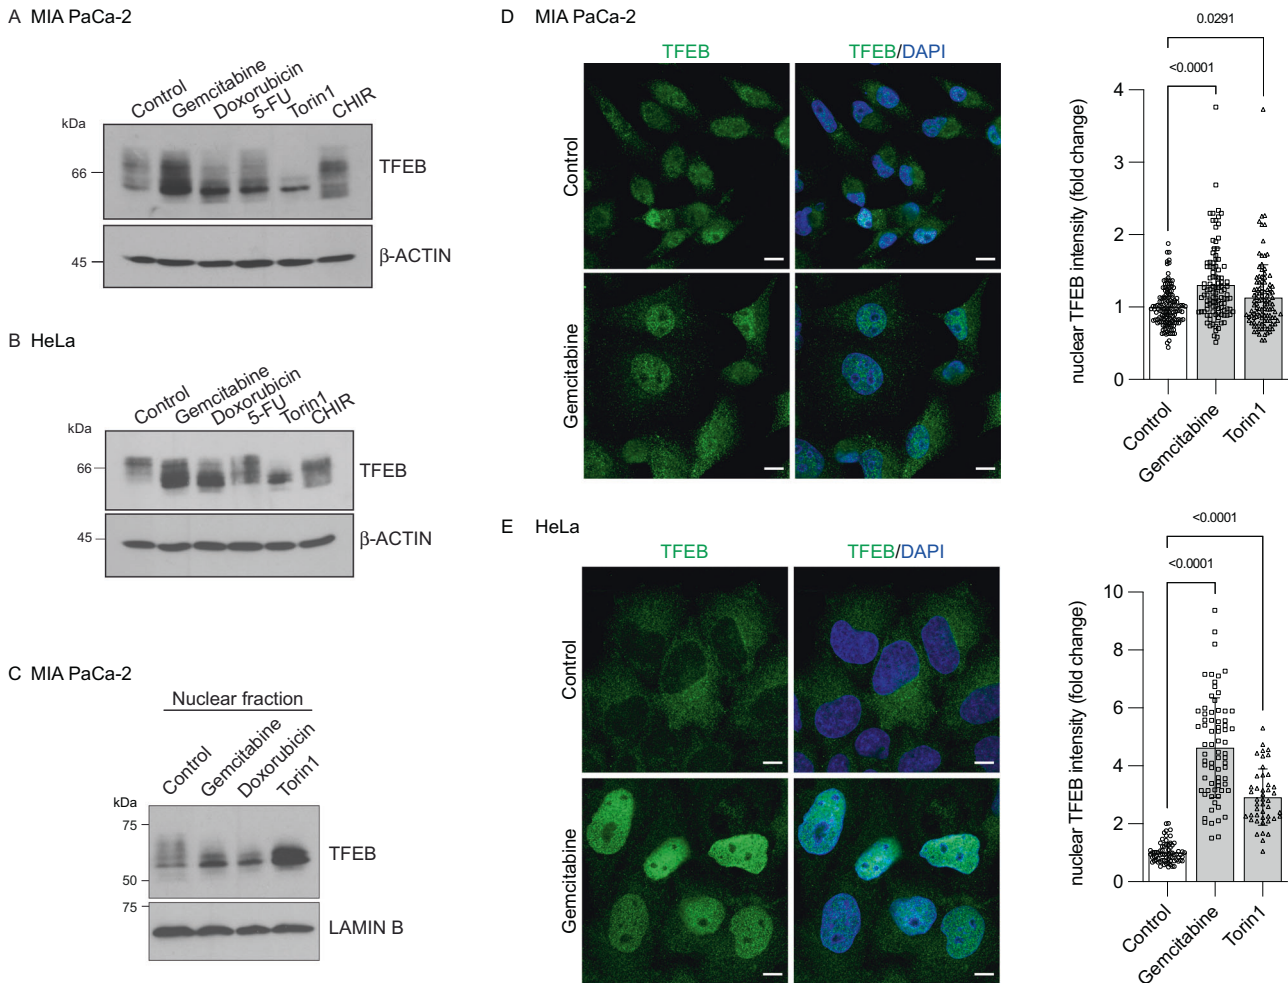 A MIA PaCa-2
Control
Gemcitabine
Doxorubicin
5-FU
Torin1
CHIR
kDa
66
TFEB
45
β-ACTIN
B HeLa
Control
Gemcitabine
Doxorubicin
5-FU
Torin1
CHIR
kDa
66
TFEB
45
β-ACTIN
C MIA PaCa-2
Nuclear fraction
Control
Gemcitabine
Doxorubicin
Torin1
kDa
75
TFEB
50
75
LAMIN B
D MIA PaCa-2
TFEB
TFEB/DAPI
Control
Gemcitabine
0.0291
<0.0001
nuclear TFEB intensity (fold change)
4
3
2
1
0
Control
Gemcitabine
Torin1
E HeLa
TFEB
TFEB/DAPI
Control
Gemcitabine
<0.0001
<0.0001
nuclear TFEB intensity (fold change)
10
8
6
4
2
0
Control
Gemcitabine
Torin1